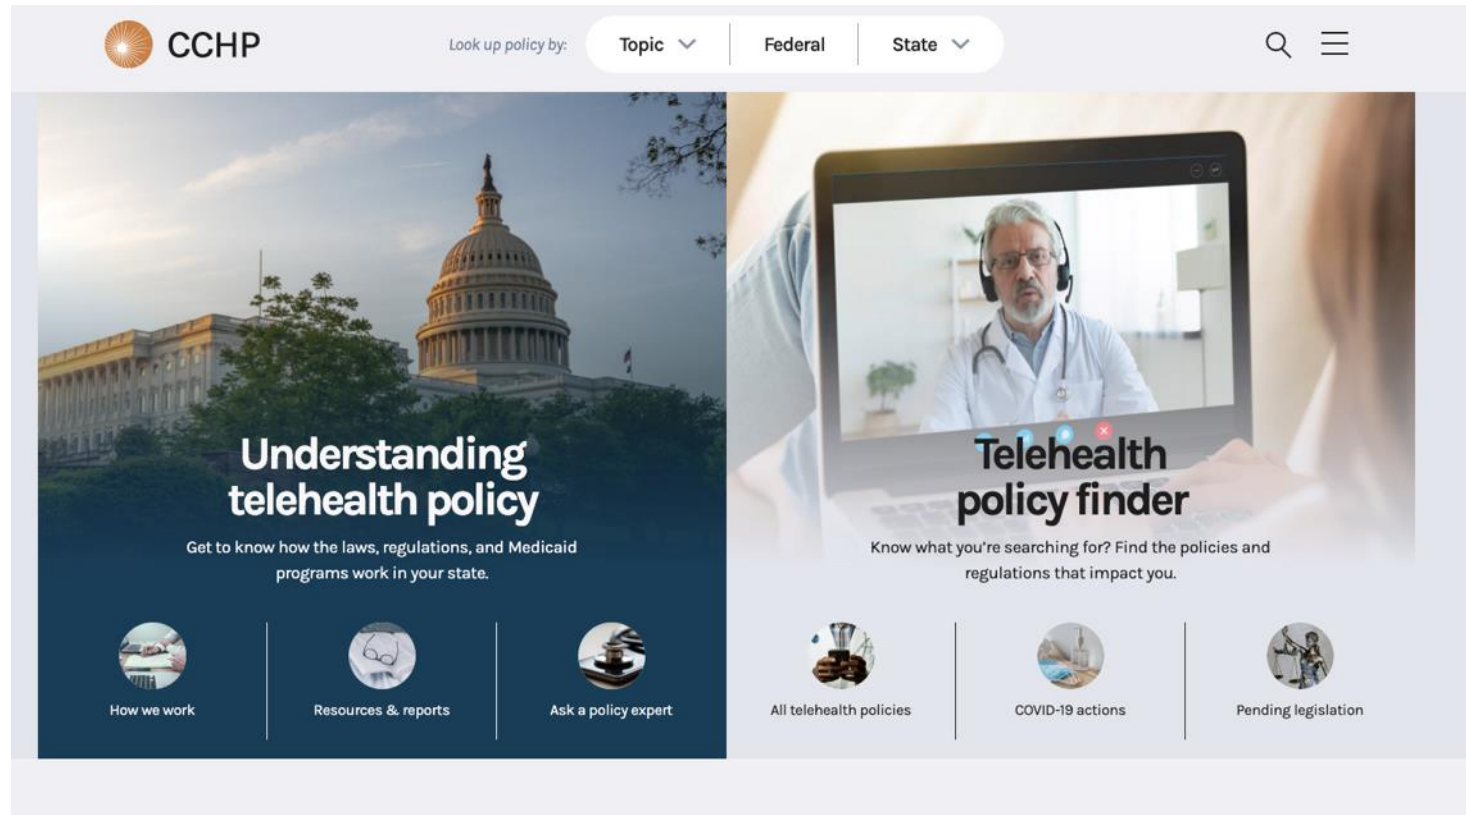 CCHP
Look up policy by:
Topic
Federal
State
Understanding
telehealth policy
Get to know how the laws, regulations, and Medicaid
programs work in your state.
How we work
Resources & reports
Ask a policy expert
Telehealth
policy finder
Know what you're searching for? Find the policies and
regulations that impact you.
All telehealth policies
COVID-19 actions
Pending legislation